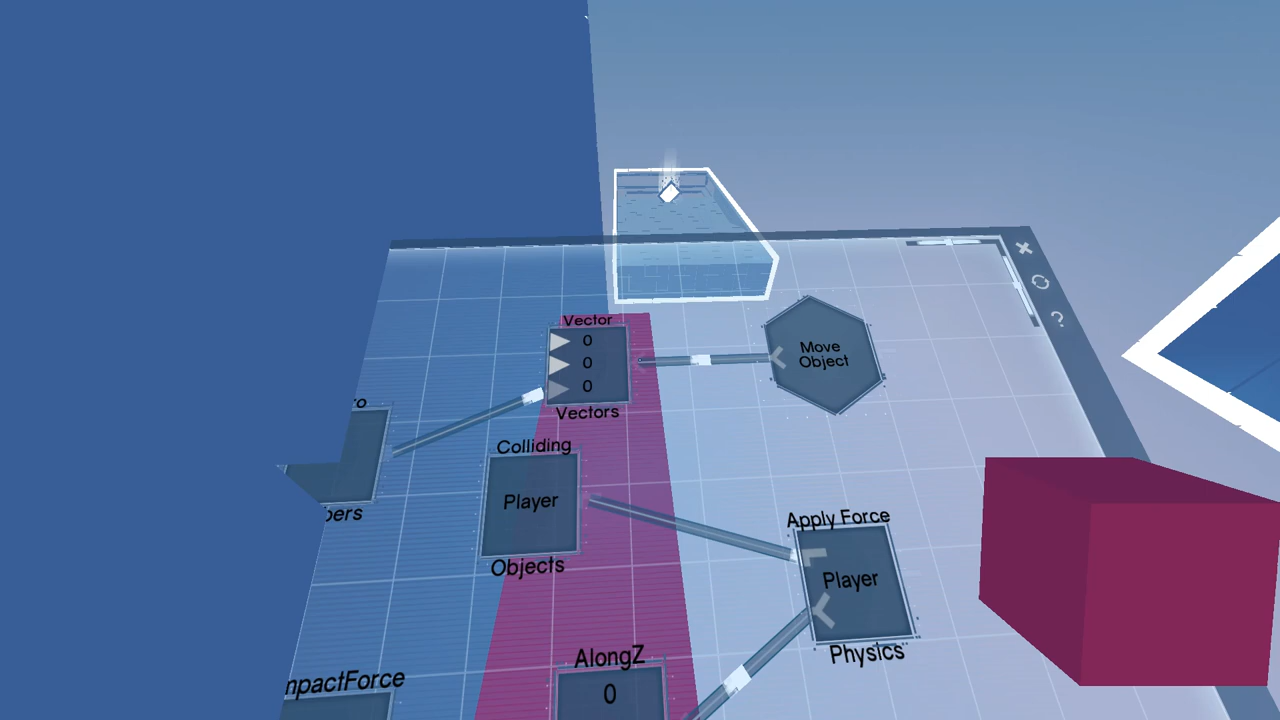 Vector
0
0
0
Vectors
Move
Object
Colliding
Player
Objects
Apply Force
Player
Physics
AlongZ
0
?